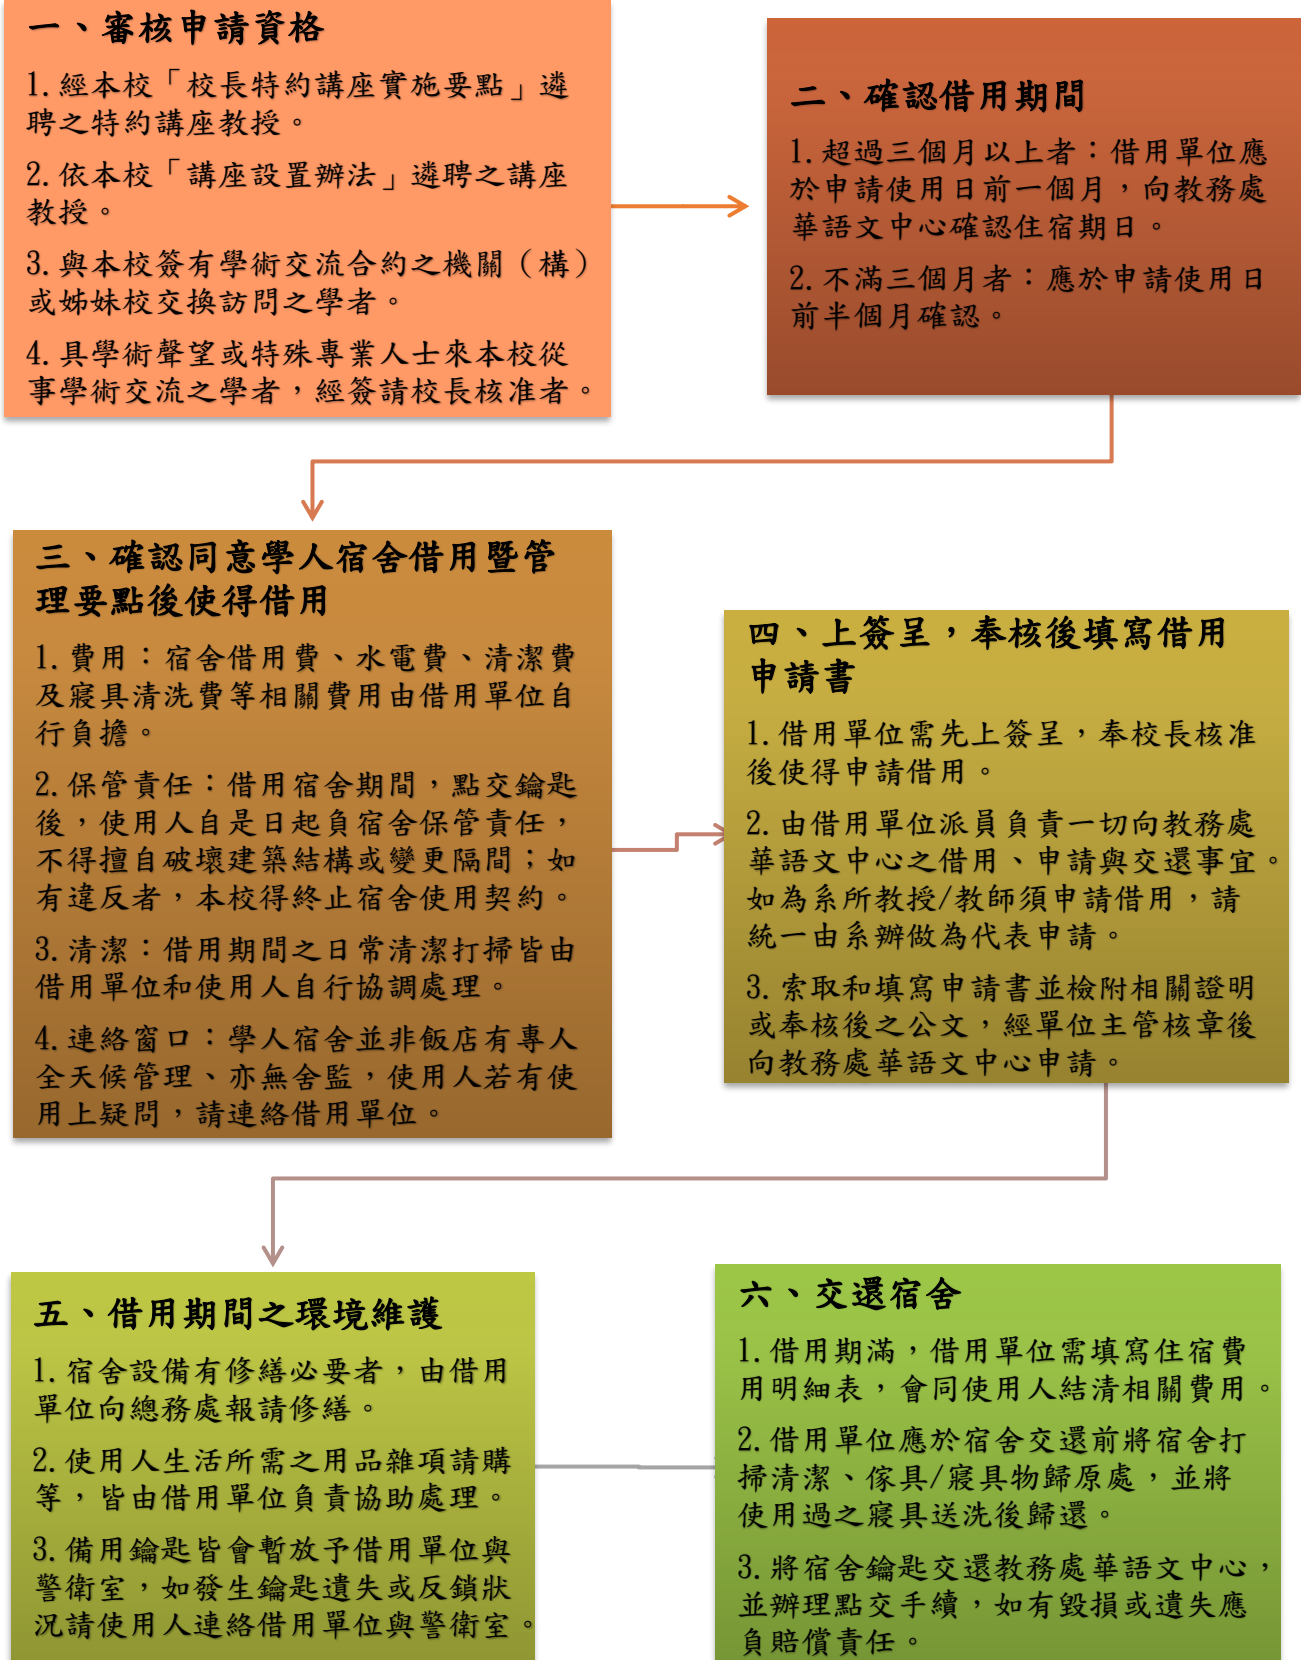 一、審核申請資格
1.經本校「校長特約講座實施要點」遴
聘之特約講座教授。
2.依本校「講座設置辦法」遴聘之講座
教授。
3.與本校簽有學術交流合約之機關（構）
或姊妹校交換訪問之學者。
4.具學術聲望或特殊專業人士來本校從
事學術交流之學者，經簽請校長核准者。
二、確認借用期間
1.超過三個月以上者：借用單位應
於申請使用日前一個月，向教務處
華語文中心確認住宿期日。
2.不滿三個月者：應於申請使用日
前半個月確認。
三、確認同意學人宿舍借用暨管
理要點後使得借用
1.費用：宿舍借用費、水電費、清潔費
及寢具清洗費等相關費用由借用單位自
行負擔。
2.保管責任：借用宿舍期間，點交鑰匙
後，使用人自是日起負宿舍保管責任，
不得擅自破壞建築結構或變更隔間；如
有違反者，本校得終止宿舍使用契約。
3.清潔：借用期間之日常清潔打掃皆由
借用單位和使用人自行協調處理。
4.連絡窗口：學人宿舍並非飯店有專人
全天候管理、亦無舍監，使用人若有使
用上疑問，請連絡借用單位。
四、上簽呈，奉核後填寫借用
申請書
1.借用單位需先上簽呈，奉校長核准
後使得申請借用。
2.由借用單位派員負責一切向教務處
華語文中心之借用、申請與交還事宜。
如為系所教授/教師須申請借用，請
統一由系辦做為代表申請。
3.索取和填寫申請書並檢附相關證明
或奉核後之公文，經單位主管核章後
向教務處華語文中心申請。
五、借用期間之環境維護
1.宿舍設備有修繕必要者，由借用
單位向總務處報請修繕。
2.使用人生活所需之用品雜項請購
等，皆由借用單位負責協助處理。
3.備用鑰匙皆會暫放予借用單位與
警衛室，如發生鑰匙遺失或反鎖狀
況請使用人連絡借用單位與警衛室。
六、交還宿舍
1.借用期滿，借用單位需填寫住宿費
用明細表，會同使用人結清相關費用。
2.借用單位應於宿舍交還前將宿舍打
掃清潔、傢具/寢具物歸原處，並將
使用過之寢具送洗後歸還。
3.將宿舍鑰匙交還教務處華語文中心，
並辦理點交手續，如有毀損或遺失應
負賠償責任。